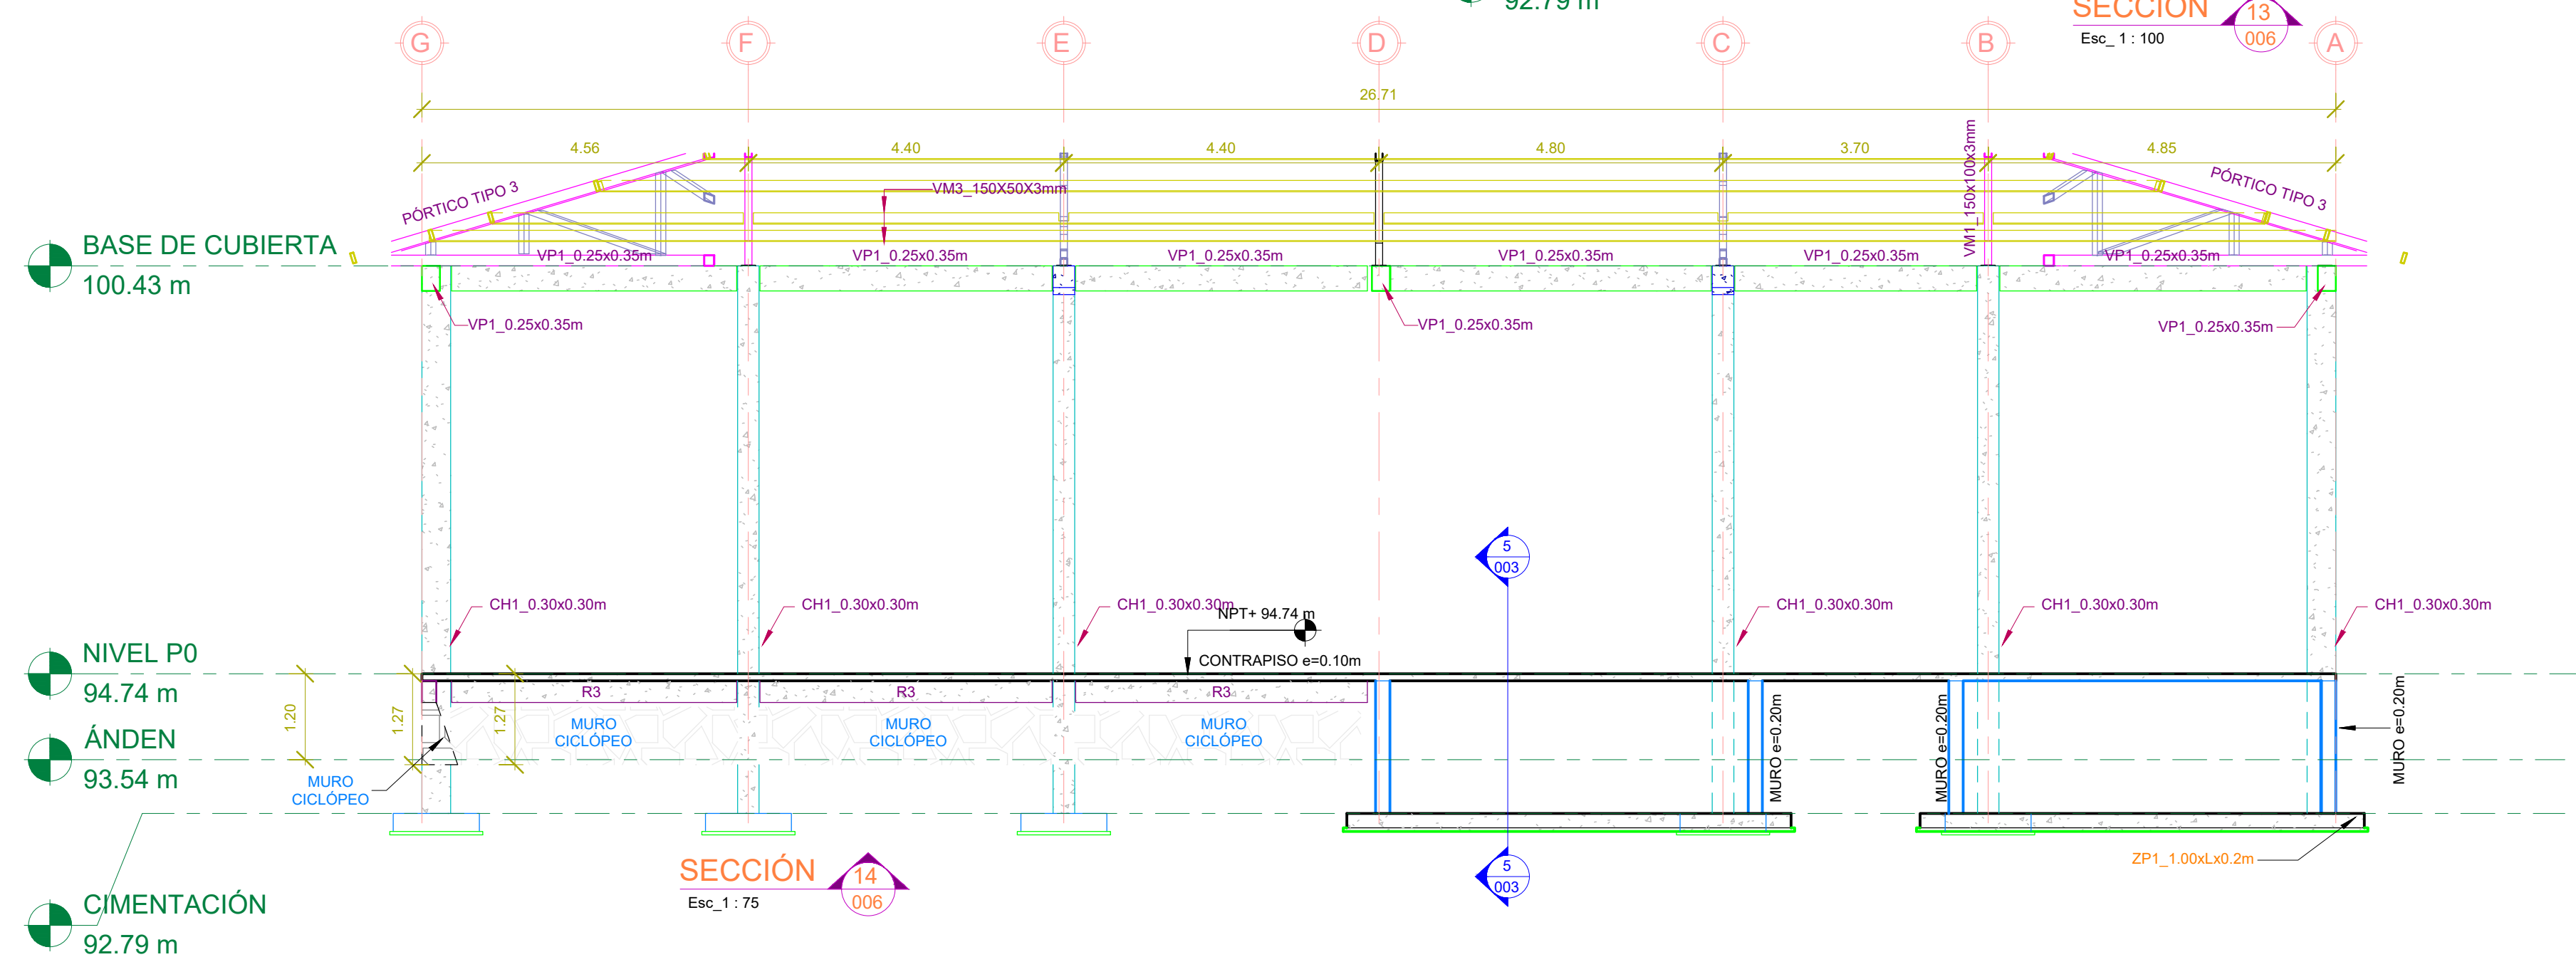 92.79 m
SECCIÓN
13
006
Esc_ 1 : 100
G
F
E
D
C
B
A
26.71
4.56
4.40
4.40
4.80
3.70
4.85
PÓRTICO TIPO 3
VM3_150X50X3mm
VM1_150x100x3mm
PÓRTICO TIPO 3
BASE DE CUBIERTA
100.43 m
VP1_0.25x0.35m
VP1_0.25x0.35m
VP1_0.25x0.35m
VP1_0.25x0.35m
VP1_0.25x0.35m
VP1_0.25x0.35m
VP1_0.25x0.35m
VP1_0.25x0.35m
VP1_0.25x0.35m
5
003
CH1_0.30x0.30m
CH1_0.30x0.30m
CH1_0.30x0.30m
CH1_0.30x0.30m
CH1_0.30x0.30m
CH1_0.30x0.30m
NPT+ 94.74 m
CONTRAPISO e=0.10m
NIVEL P0
94.74 m
R3
R3
R3
1.20
1.27
1.27
MURO
CICLÓPEO
MURO
CICLÓPEO
MURO
CICLÓPEO
MURO e=0.20m
MURO e=0.20m
MURO e=0.20m
ÁNDEN
93.54 m
MURO
CICLÓPEO
ZP1_1.00xLx0.2m
SECCIÓN
14
006
Esc_1 : 75
5
003
CIMENTACIÓN
92.79 m